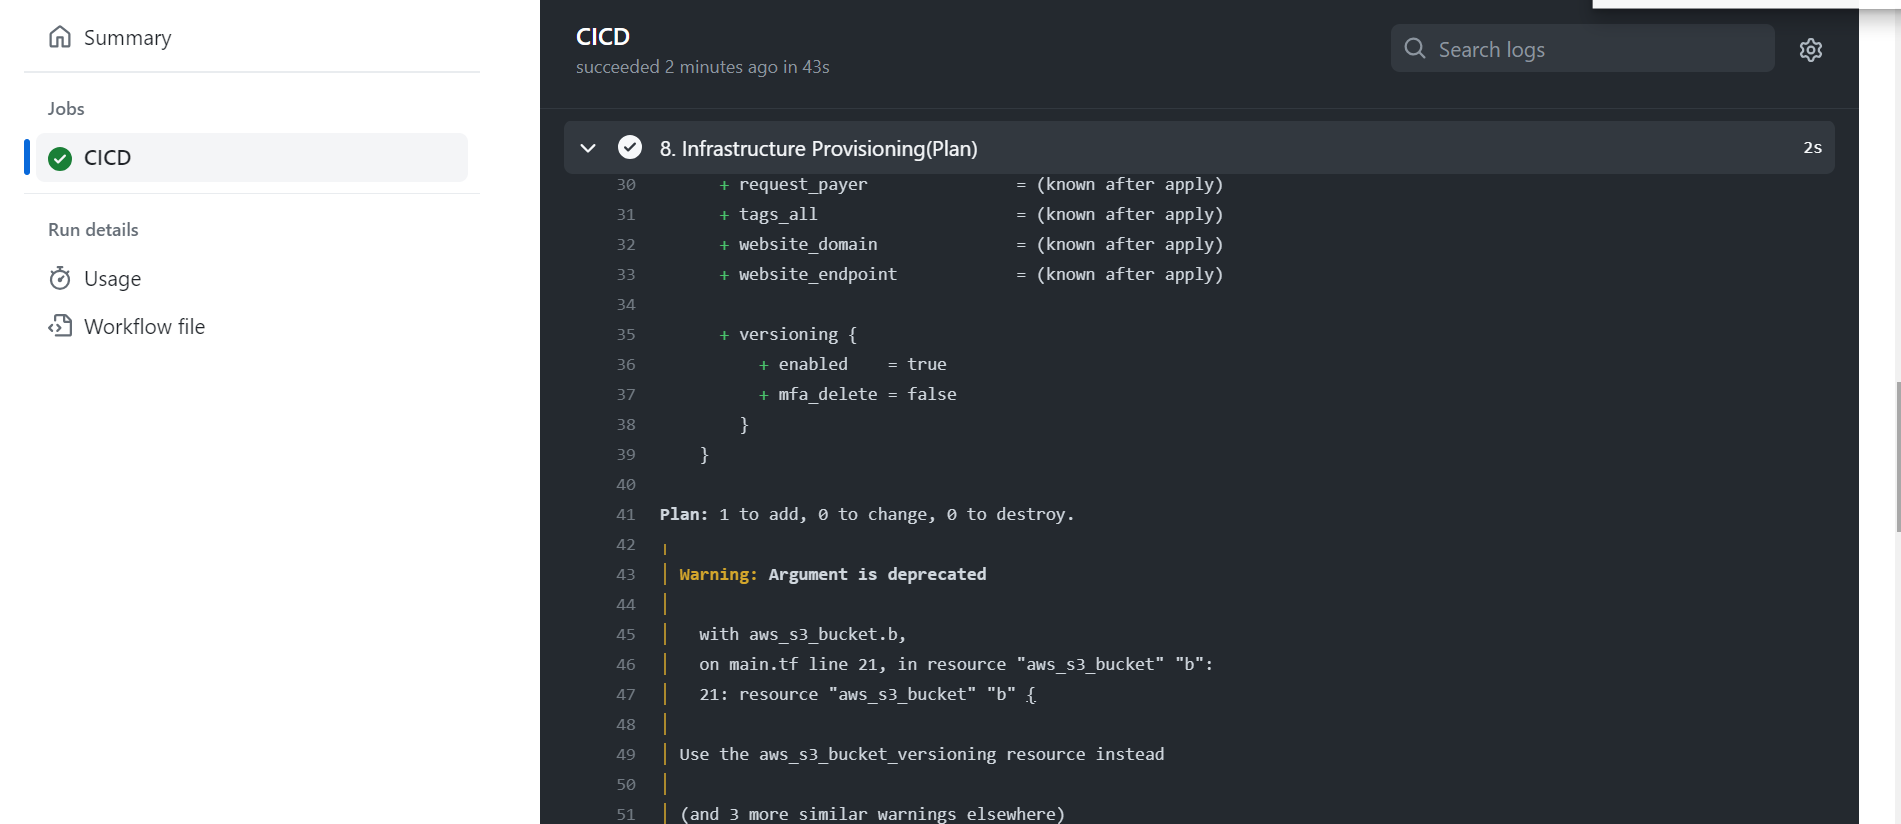 Summary
Jobs
CICD
Run details
Usage
Workflow file
CICD
succeeded 2 minutes ago in 43s
Search logs
8. Infrastructure Provisioning(Plan) 2s
30 + request_payer = (known after apply)
31 + tags_all = (known after apply)
32 + website_domain = (known after apply)
33 + website_endpoint = (known after apply)
34
35 + versioning {
36 + enabled = true
37 + mfa_delete = false
38 }
39 }
40
41 Plan: 1 to add, 0 to change, 0 to destroy.
42
43 │ Warning: Argument is deprecated
44 │
45 │ with aws_s3_bucket.b,
46 │ on main.tf line 21, in resource "aws_s3_bucket" "b":
47 │ 21: resource "aws_s3_bucket" "b" {
48 │
49 │ Use the aws_s3_bucket_versioning resource instead
50 │
51 │ (and 3 more similar warnings elsewhere)